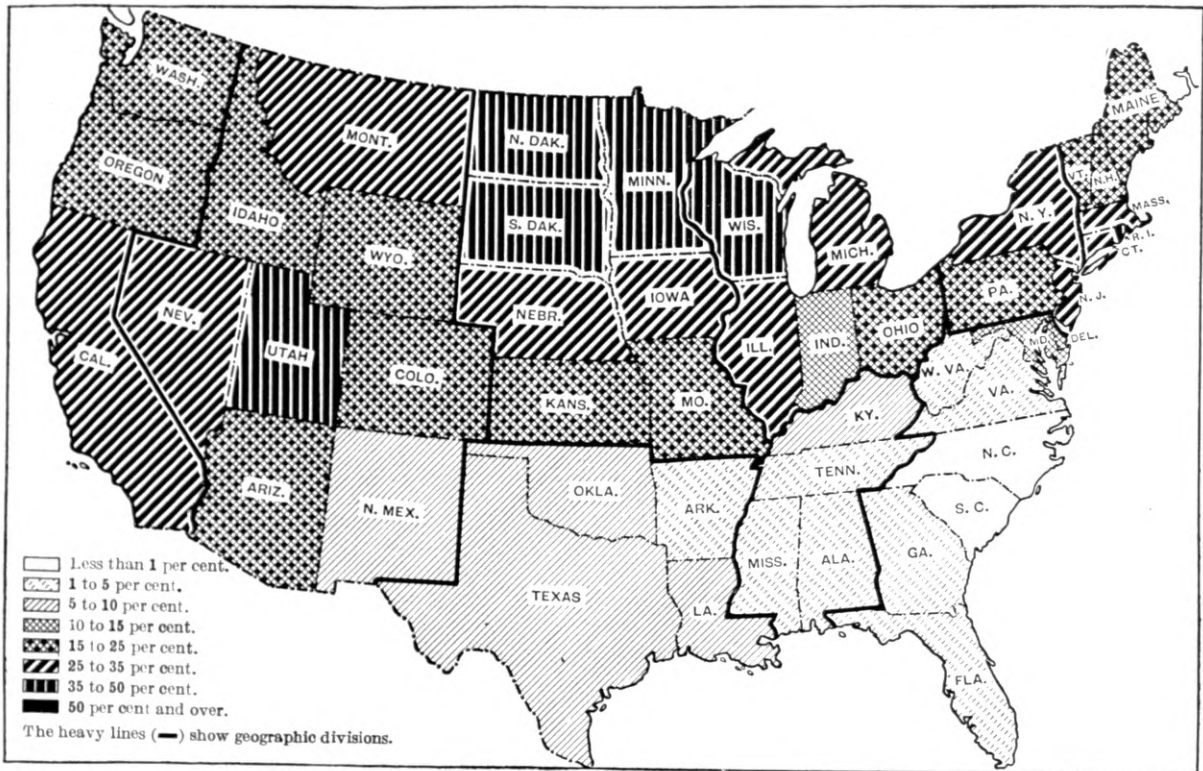 WASH.
MONT.
N. DAK.
MINN.
MAINE
OREGON
VT.
N.H.
IDAHO
S. DAK.
WIS.
N. Y.
MASS.
WYO.
MICH.
R. I.
CT.
NEV.
NEBR.
IOWA
PA.
N. J.
CAL.
UTAH
COLO.
ILL.
IND.
OHIO
MD.
DEL.
KANS.
MO.
W. VA.
VA.
KY.
ARIZ.
N. MEX.
OKLA.
ARK.
TENN.
N. C.
S. C.
TEXAS
LA.
MISS.
ALA.
GA.
FLA.
Less than 1 per cent.
1 to 5 per cent.
5 to 10 per cent.
10 to 15 per cent.
15 to 25 per cent.
25 to 35 per cent.
35 to 50 per cent.
50 per cent and over.
The heavy lines (━) show geographic divisions.